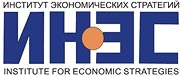 ИНСТИТУТ ЭКОНОМИЧЕСКИХ СТРАТЕГИЙ
ИНЭС
INSTITUTE FOR ECONOMIC STRATEGIES